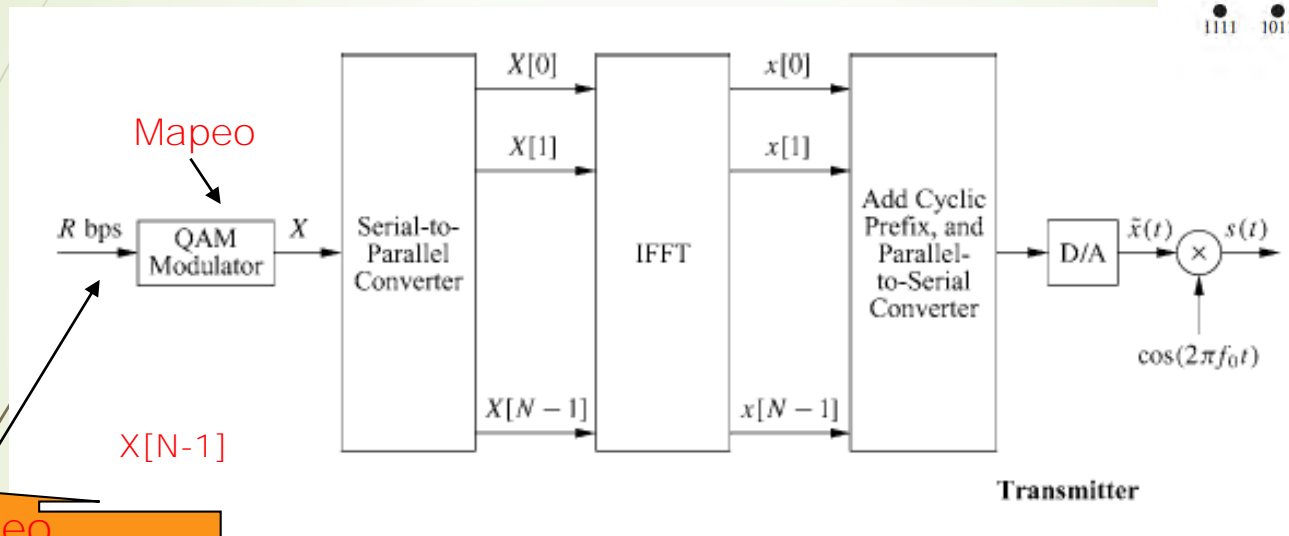 1111
Mapeo
R bps
QAM
Modulator
X
Serial-to-
Parallel
Converter
X[0]
X[1]
X[N − 1]
IFFT
x[0]
x[1]
x[N − 1]
Add Cyclic
Prefix, and
Parallel-
to-Serial
Converter
D/A
x̃(t)
×
s(t)
cos(2πf₀t)
X[N-1]
Transmitter